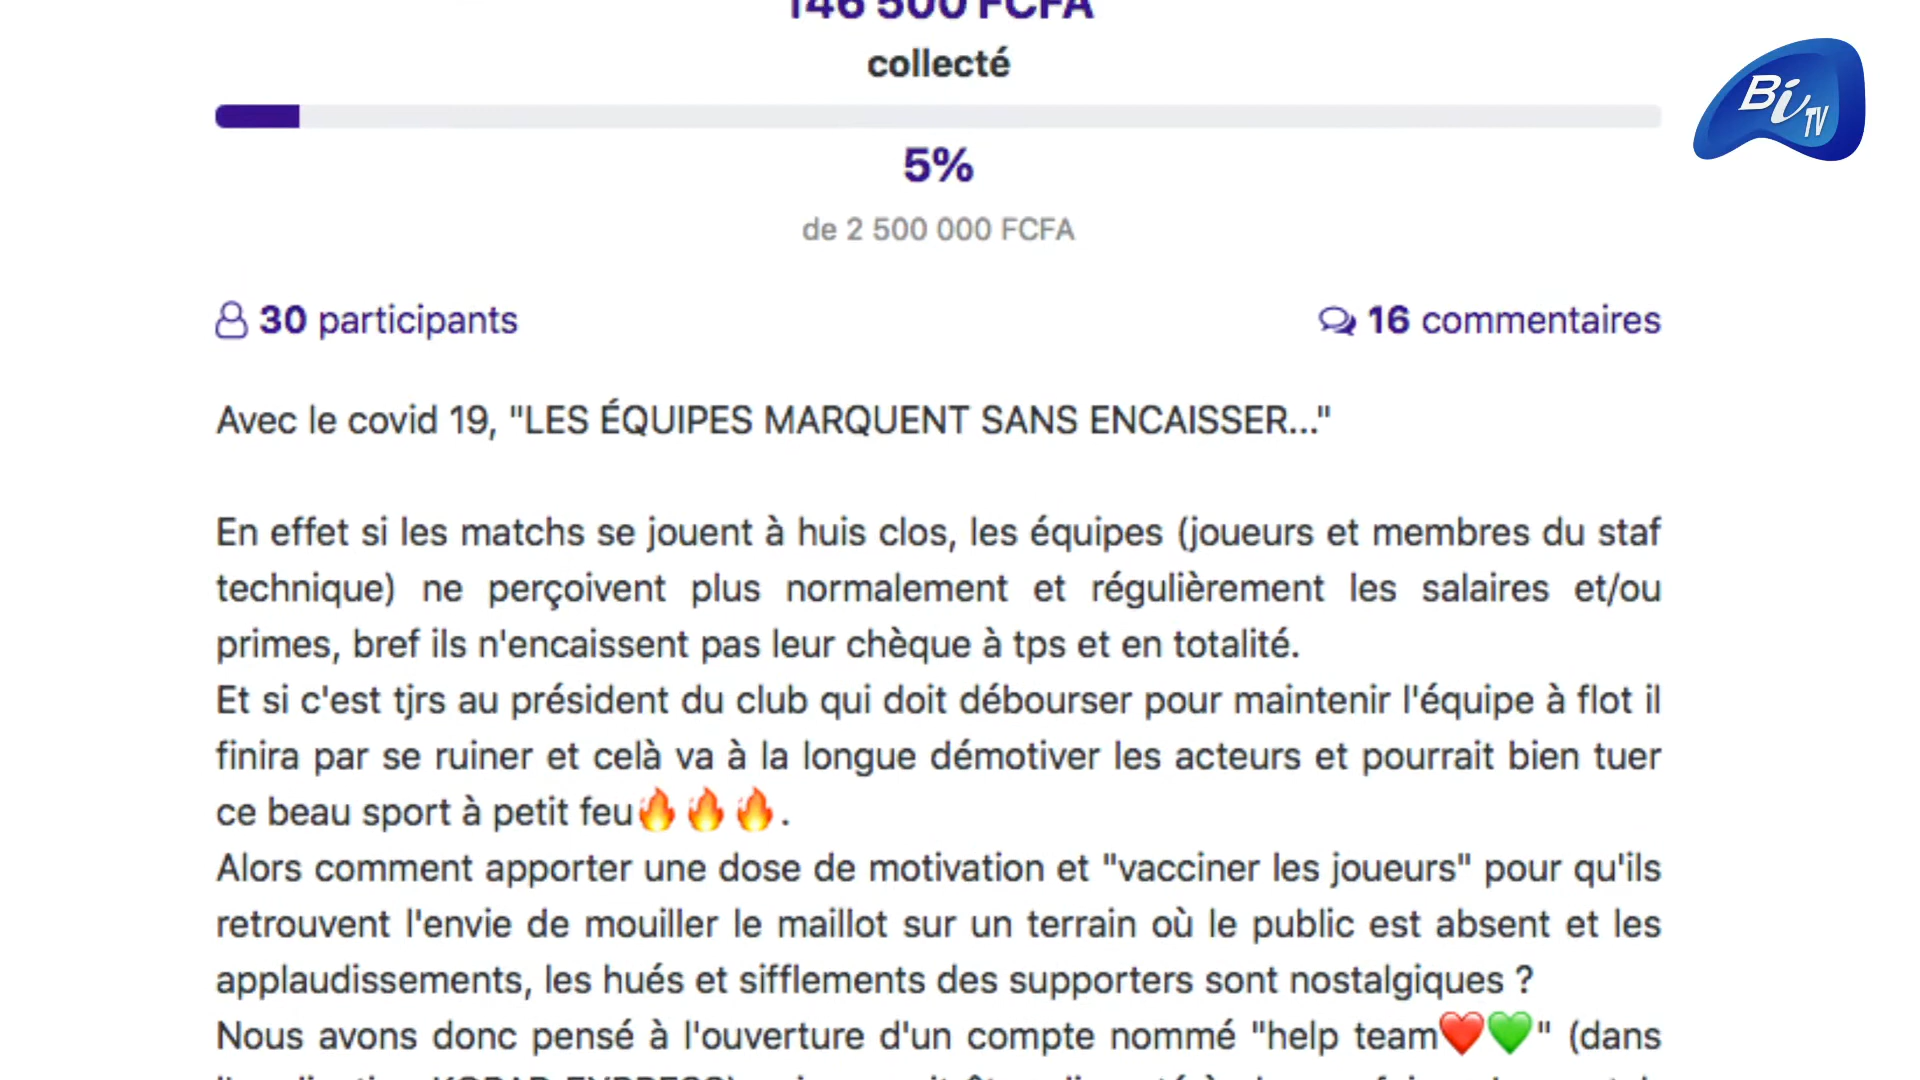 146 500 FCFA
collecté
5%
de 2 500 000 FCFA
30 participants
16 commentaires
Avec le covid 19, "LES ÉQUIPES MARQUENT SANS ENCAISSER..."
En effet si les matchs se jouent à huis clos, les équipes (joueurs et membres du staf
technique) ne perçoivent plus normalement et régulièrement les salaires et/ou
primes, bref ils n'encaissent pas leur chèque à tps et en totalité.
Et si c'est tjrs au président du club qui doit débourser pour maintenir l'équipe à flot il
finira par se ruiner et celà va à la longue démotiver les acteurs et pourrait bien tuer
ce beau sport à petit feu🔥🔥🔥.
Alors comment apporter une dose de motivation et "vacciner les joueurs" pour qu'ils
retrouvent l'envie de mouiller le maillot sur un terrain où le public est absent et les
applaudissements, les hués et sifflements des supporters sont nostalgiques ?
Nous avons donc pensé à l'ouverture d'un compte nommé "help team❤️💚" (dans
Bi TV